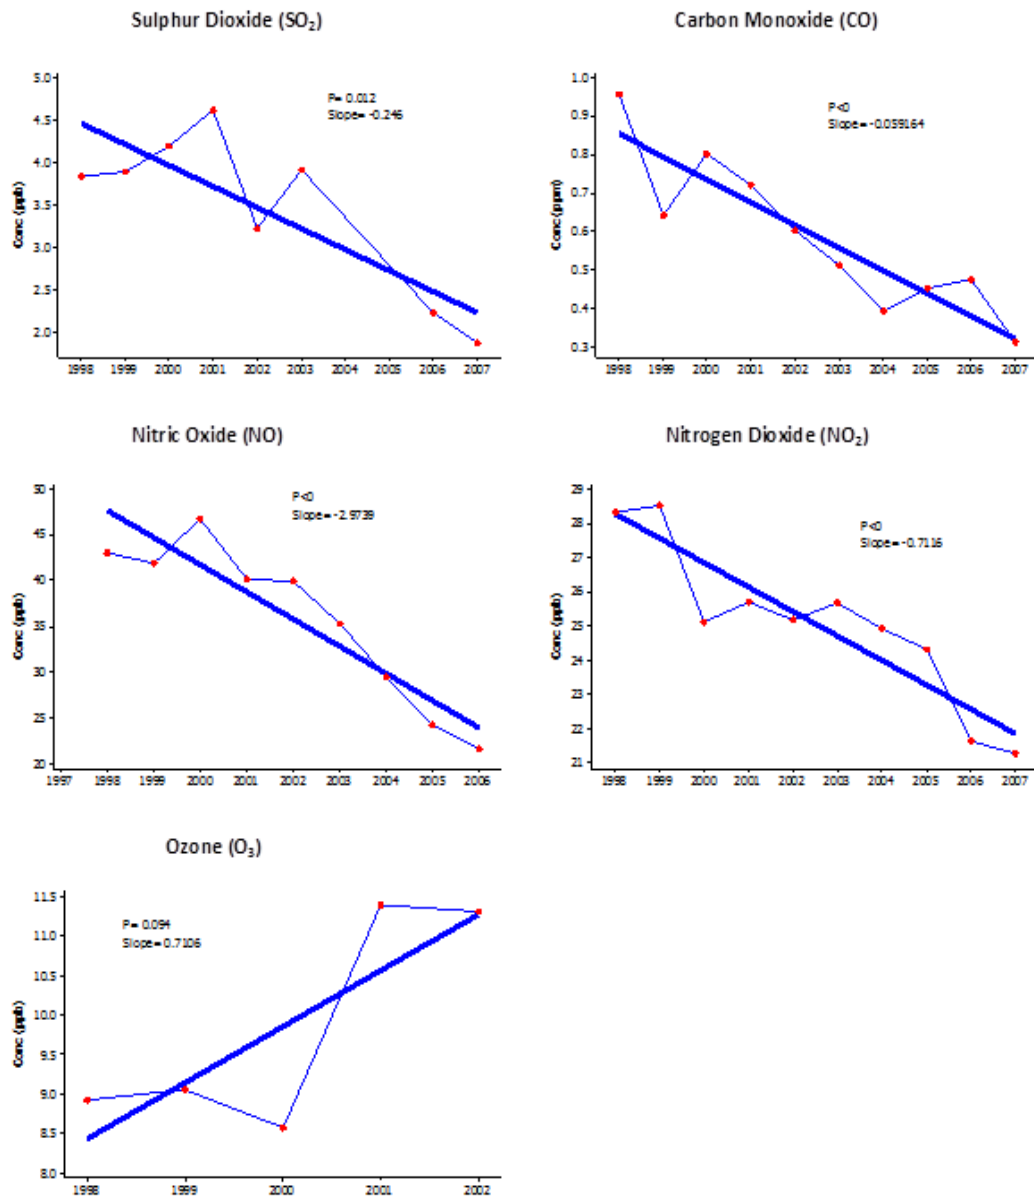 Sulphur Dioxide (SO₂)
5.0
4.5
4.0
3.5
3.0
2.5
2.0
Conc (ppb)
P= 0.012
Slope= -0.246
1998 1999 2000 2001 2002 2003 2004 2005 2006 2007
Carbon Monoxide (CO)
1.0
0.9
0.8
0.7
0.6
0.5
0.4
0.3
Conc (ppm)
P<0
Slope= -0.059164
1998 1999 2000 2001 2002 2003 2004 2005 2006 2007
Nitric Oxide (NO)
50
45
40
35
30
25
20
Conc (ppb)
P<0
Slope= -2.9739
1997 1998 1999 2000 2001 2002 2003 2004 2005 2006
Nitrogen Dioxide (NO₂)
29
28
27
26
25
24
23
22
21
Conc (ppb)
P<0
Slope= -0.7116
1998 1999 2000 2001 2002 2003 2004 2005 2006 2007
Ozone (O₃)
11.5
11.0
10.5
10.0
9.5
9.0
8.5
8.0
Conc (ppb)
P= 0.094
Slope= 0.7106
1998 1999 2000 2001 2002